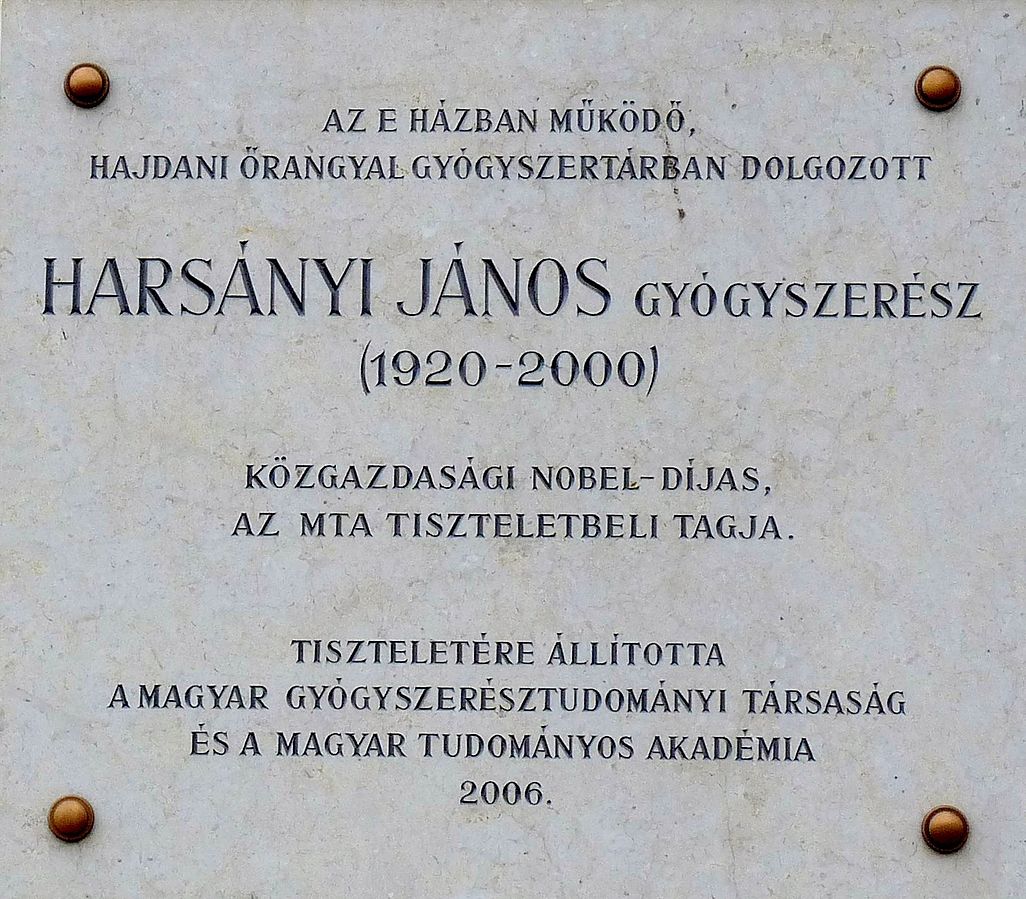 AZ E HÁZBAN MŰKÖDŐ,
HAJDANI ŐRANGYAL GYÓGYSZERTÁRBAN DOLGOZOTT
HARSÁNYI JÁNOS GYÓGYSZERÉSZ
(1920-2000)
KÖZGAZDASÁGI NOBEL-DÍJAS,
AZ MTA TISZTELETBELI TAGJA.
TISZTELETÉRE ÁLLÍTOTTA
A MAGYAR GYÓGYSZERÉSZTUDOMÁNYI TÁRSASÁG
ÉS A MAGYAR TUDOMÁNYOS AKADÉMIA
2006.